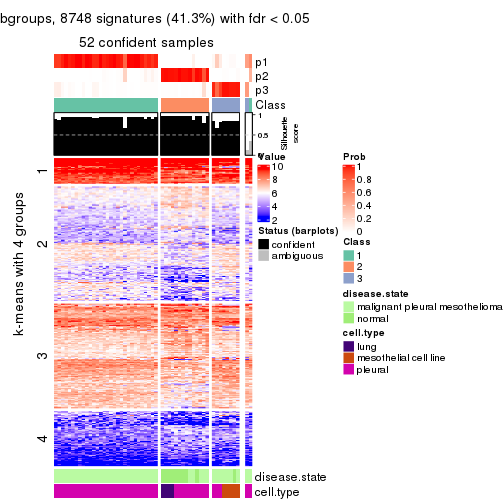 bgroups, 8748 signatures (41.3%) with fdr < 0.05
52 confident samples
p1
p2
p3
Class
1
0.5
0
Silhouette
score
k-means with 4 groups
1
2
3
4
disease.state
cell.type
Value
10
8
6
4
2
Status (barplots)
confident
ambiguous
Prob
1
0.8
0.6
0.4
0.2
0
Class
1
2
3
disease.state
malignant pleural mesothelioma
normal
cell.type
lung
mesothelial cell line
pleural